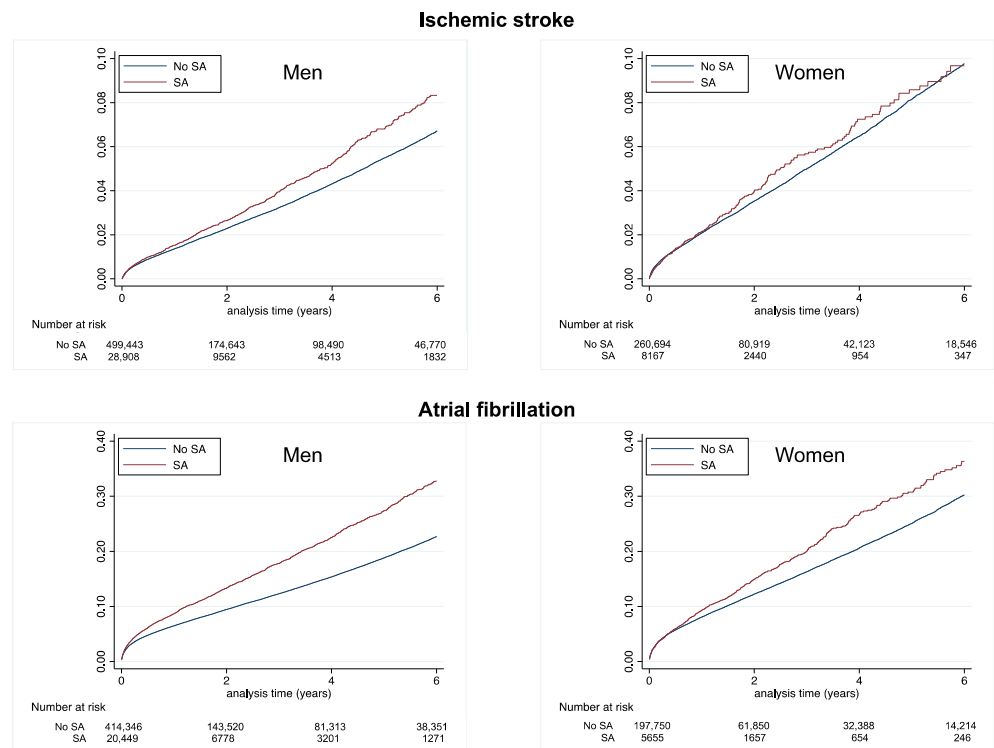 Ischemic stroke
No SA
SA
Men
0.10
0.08
0.06
0.04
0.02
0.00
0 2 4 6
analysis time (years)
Number at risk
No SA 499,443 174,643 98,490 46,770
SA 28,908 9562 4513 1832
No SA
SA
Women
0.10
0.08
0.06
0.04
0.02
0.00
0 2 4 6
analysis time (years)
Number at risk
No SA 260,694 80,919 42,123 18,546
SA 8167 2440 954 347
Atrial fibrillation
No SA
SA
Men
0.40
0.30
0.20
0.10
0.00
0 2 4 6
analysis time (years)
Number at risk
No SA 414,346 143,520 81,313 38,351
SA 20,449 6778 3201 1271
No SA
SA
Women
0.40
0.30
0.20
0.10
0.00
0 2 4 6
analysis time (years)
Number at risk
No SA 197,750 61,850 32,388 14,214
SA 5655 1657 654 246